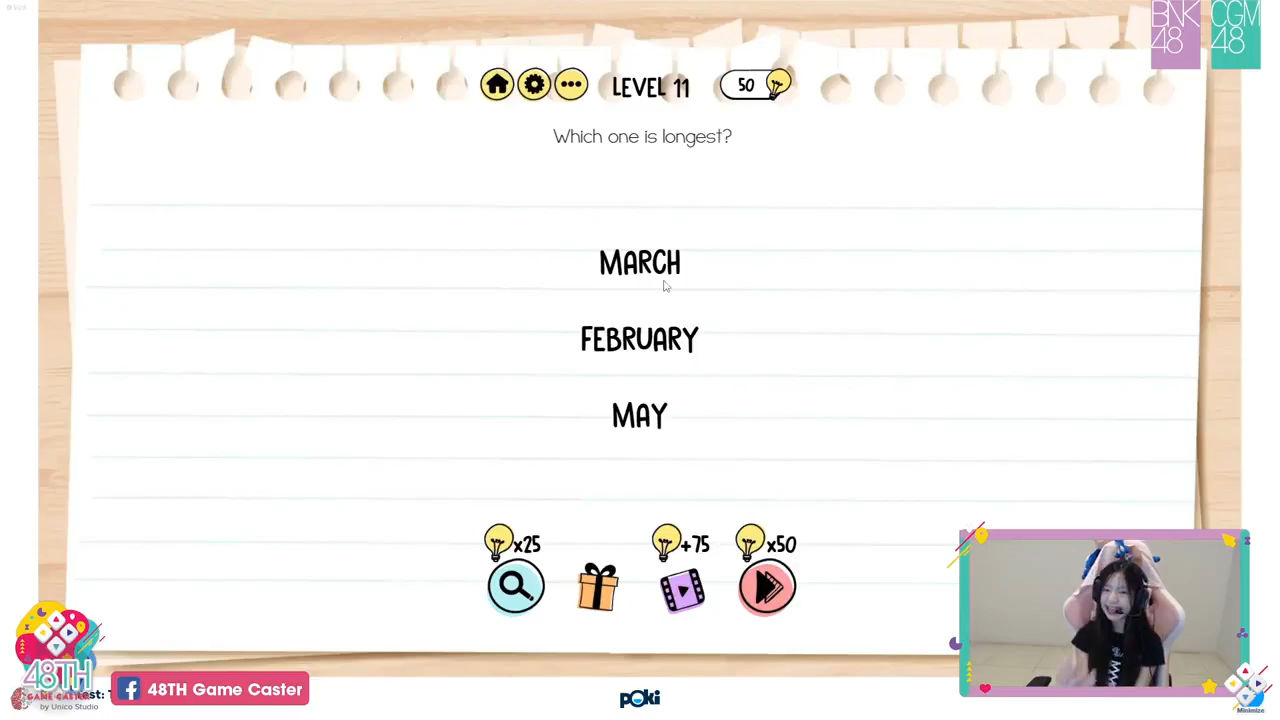 BNK
48
CGM
48
LEVEL 11
50
Which one is longest?
MARCH
FEBRUARY
MAY
x25
+75
x50
48TH
GAME CASTER
by Unico Studio
48TH Game Caster
POKI
Minimize